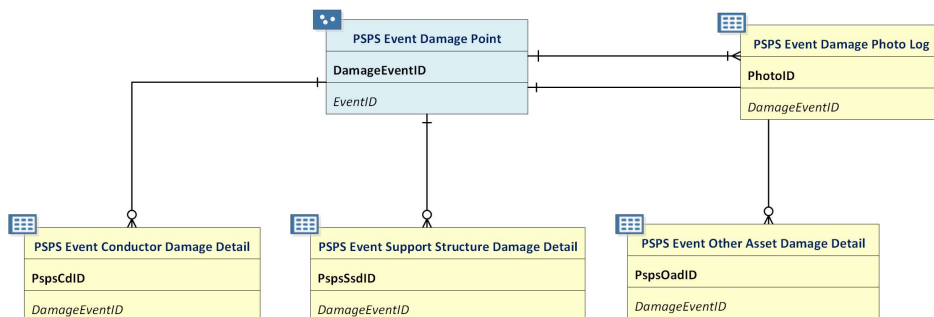 PSPS Event Damage Point
DamageEventID
EventID
PSPS Event Damage Photo Log
PhotoID
DamageEventID
PSPS Event Conductor Damage Detail
PspsCdID
DamageEventID
PSPS Event Support Structure Damage Detail
PspsSsdID
DamageEventID
PSPS Event Other Asset Damage Detail
PspsOadID
DamageEventID